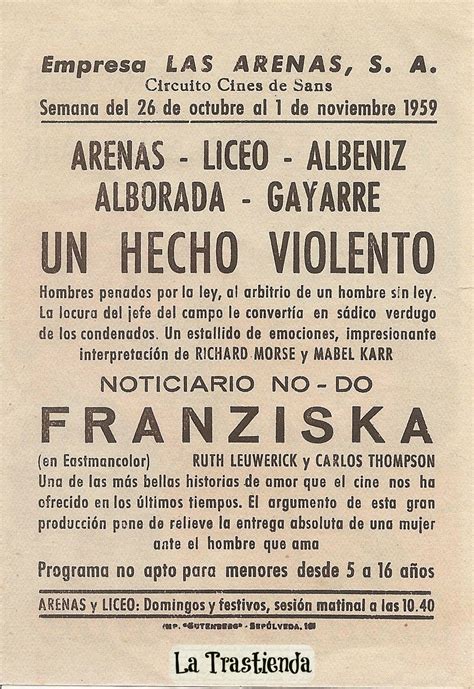 Empresa LAS ARENAS, S. A.
Circuito Cines de Sans
Semana del 26 de octubre al 1 de noviembre 1959
ARENAS - LICEO - ALBENIZ
ALBORADA - GAYARRE
UN HECHO VIOLENTO
Hombres penados por la ley, al arbitrio de un hombre sin ley.
La locura del jefe del campo le convertía en sádico verdugo
de los condenados. Un estallido de emociones, impresionante
interpretación de RICHARD MORSE y MABEL KARR
NOTICIARIO NO-DO
FRANZISKA
(en Eastmancolor) RUTH LEUWERICK y CARLOS THOMPSON
Una de las más bellas historias de amor que el cine nos ha
ofrecido en los últimos tiempos. El argumento de esta gran
producción pone de relieve la entrega absoluta de una mujer
ante el hombre que ama
Programa no apto para menores desde 5 a 16 años
ARENAS y LICEO: Domingos y festivos, sesión matinal a las 10.40
IMP. "GUTENBERG" - SEPÚLVEDA,
La Trastienda